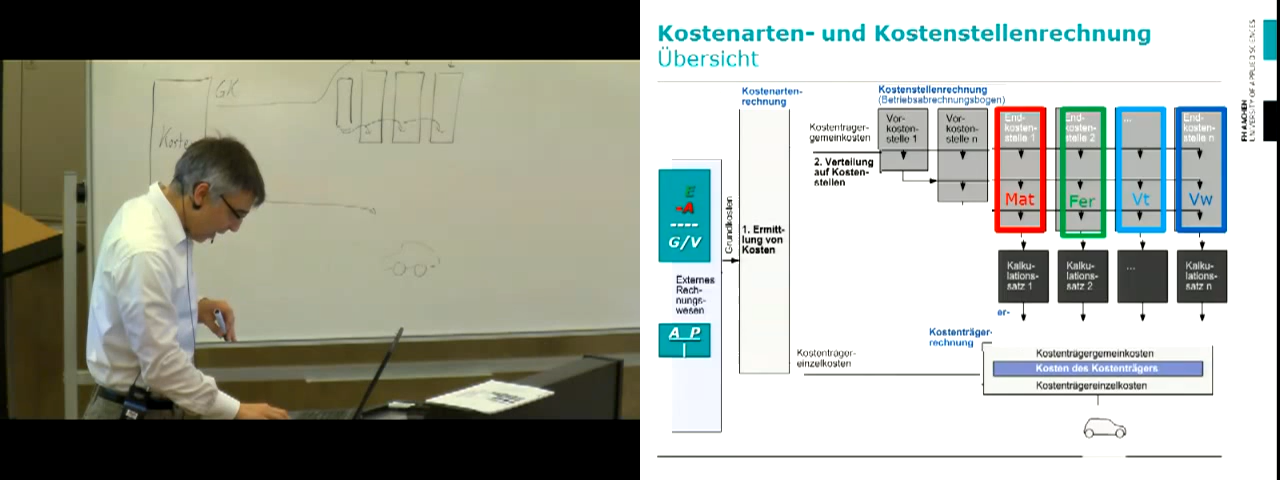 GK
Koste
Kostenarten- und Kostenstellenrechnung
Übersicht
FH AACHEN
UNIVERSITY OF APPLIED SCIENCES
Kostenarten-
rechnung
Kostenstellenrechnung
(Betriebsabrechnungsbogen)
Kostenträger-
gemeinkosten
2. Verteilung
auf Kosten-
stellen
Vor-
kosten-
stelle 1
Vor-
kosten-
stelle n
End-
kosten-
stelle 1
End-
kosten-
stelle 2
...
End-
kosten-
stelle n
Mat
Fer
Vt
Vw
E
-A
----
G/V
Grundkosten
1. Ermitt-
lung von
Kosten
Externes
Rech-
nungs-
wesen
A P
Kalku-
lations-
satz 1
Kalku-
lations-
satz 2
...
Kalku-
lations-
satz n
er-
Kostenträger-
rechnung
Kostenträger-
einzelkosten
Kostenträgergemeinkosten
Kosten des Kostenträgers
Kostenträgereinzelkosten